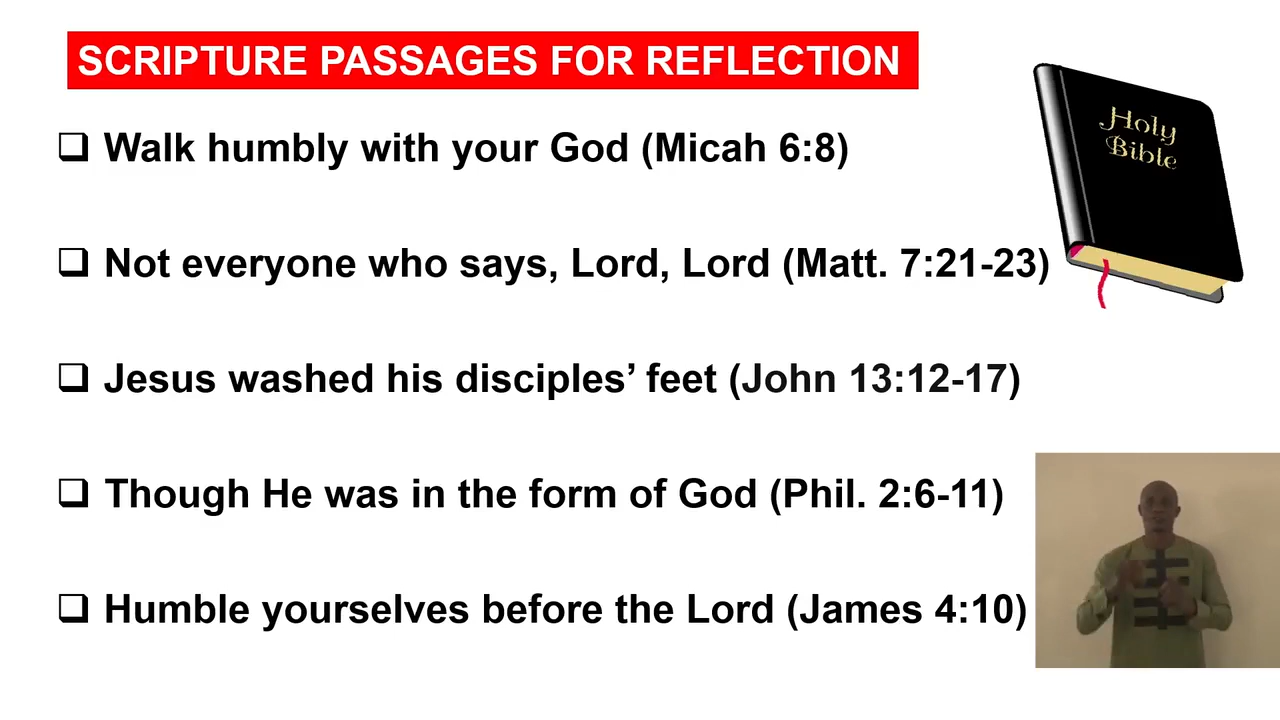 SCRIPTURE PASSAGES FOR REFLECTION
Walk humbly with your God (Micah 6:8)
Holy
Bible
Not everyone who says, Lord, Lord (Matt. 7:21-23)
Jesus washed his disciples’ feet (John 13:12-17)
Though He was in the form of God (Phil. 2:6-11)
Humble yourselves before the Lord (James 4:10)